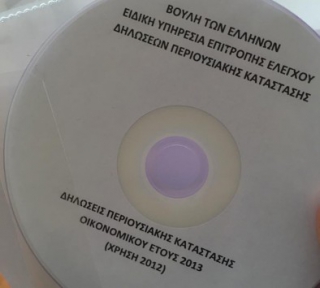 ΒΟΥΛΗ ΤΩΝ ΕΛΛΗΝΩΝ
ΕΙΔΙΚΗ ΥΠΗΡΕΣΙΑ ΕΠΙΤΡΟΠΗΣ ΕΛΕΓΧΟΥ
ΔΗΛΩΣΕΩΝ ΠΕΡΙΟΥΣΙΑΚΗΣ ΚΑΤΑΣΤΑΣΗΣ
ΔΗΛΩΣΕΙΣ ΠΕΡΙΟΥΣΙΑΚΗΣ ΚΑΤΑΣΤΑΣΗΣ
ΟΙΚΟΝΟΜΙΚΟΥ ΕΤΟΥΣ 2013
(ΧΡΗΣΗ 2012)